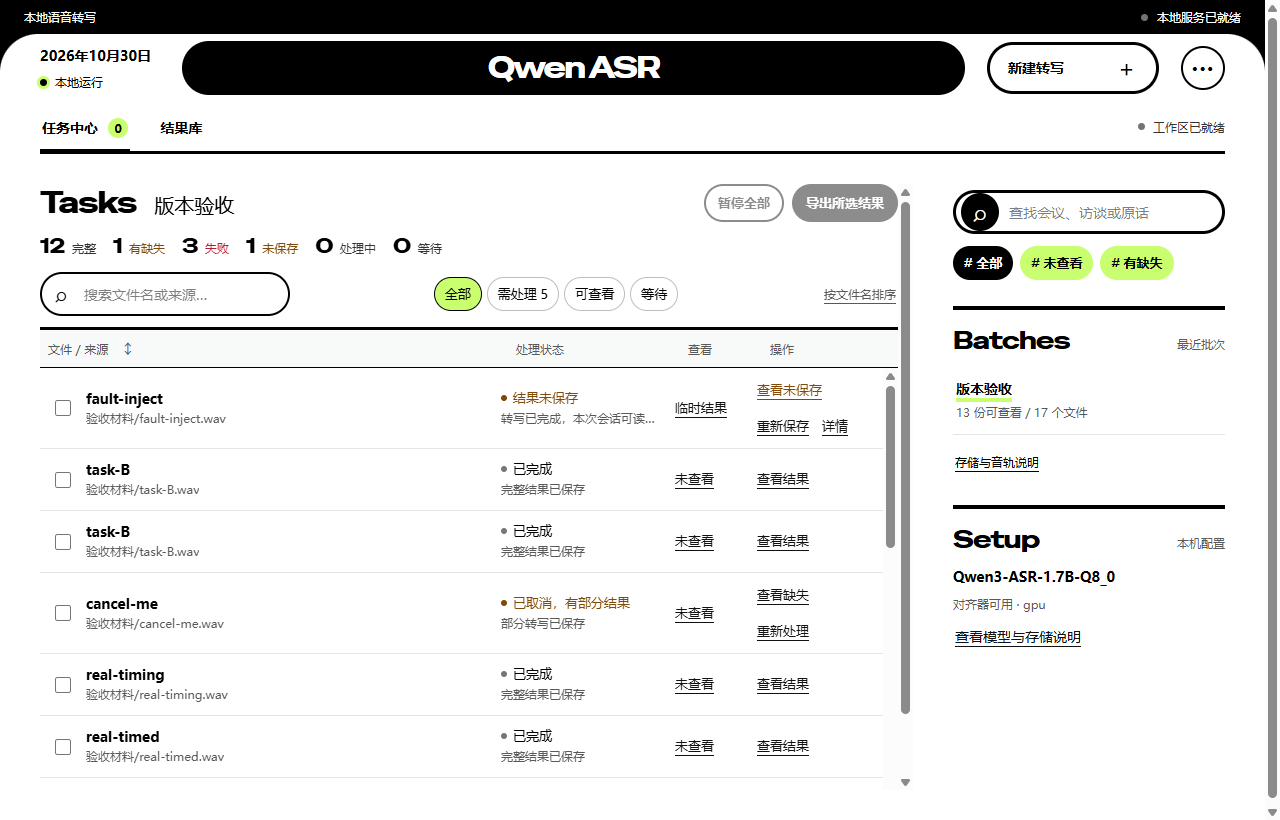 本地语音转写
本地服务已就绪
2026年10月30日
本地运行
Qwen ASR
新建转写 +
任务中心 0
结果库
工作区已就绪
Tasks 版本验收
暂停全部
导出所选结果
12 完整 1 有缺失 3 失败 1 未保存 0 处理中 0 等待
搜索文件名或来源...
全部
需处理 5
可查看
等待
按文件名排序
文件 / 来源
处理状态
查看
操作
fault-inject
验收材料/fault-inject.wav
结果未保存
转写已完成，本次会话可读...
临时结果
查看未保存
重新保存 详情
task-B
验收材料/task-B.wav
已完成
完整结果已保存
未查看
查看结果
task-B
验收材料/task-B.wav
已完成
完整结果已保存
未查看
查看结果
cancel-me
验收材料/cancel-me.wav
已取消，有部分结果
部分转写已保存
未查看
查看缺失
重新处理
real-timing
验收材料/real-timing.wav
已完成
完整结果已保存
未查看
查看结果
real-timed
验收材料/real-timed.wav
已完成
完整结果已保存
未查看
查看结果
查找会议、访谈或原话
# 全部
# 未查看
# 有缺失
Batches
最近批次
版本验收
13 份可查看 / 17 个文件
存储与音轨说明
Setup
本机配置
Qwen3-ASR-1.7B-Q8_0
对齐器可用 · gpu
查看模型与存储说明